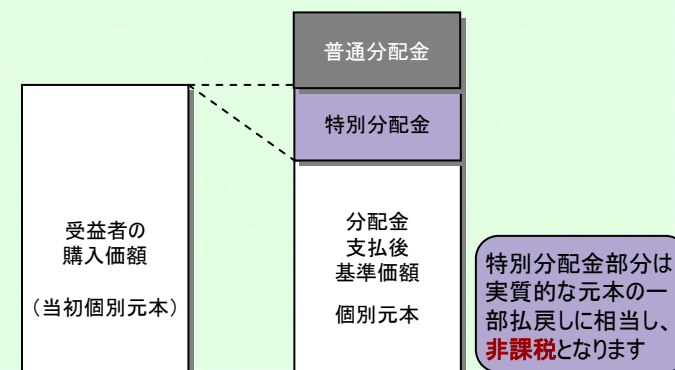 普通分配金
特別分配金
受益者の
購入価額
（当初個別元本）
分配金
支払後
基準価額
個別元本
特別分配金部分は
実質的な元本の一
部払戻しに相当し、
非課税となります